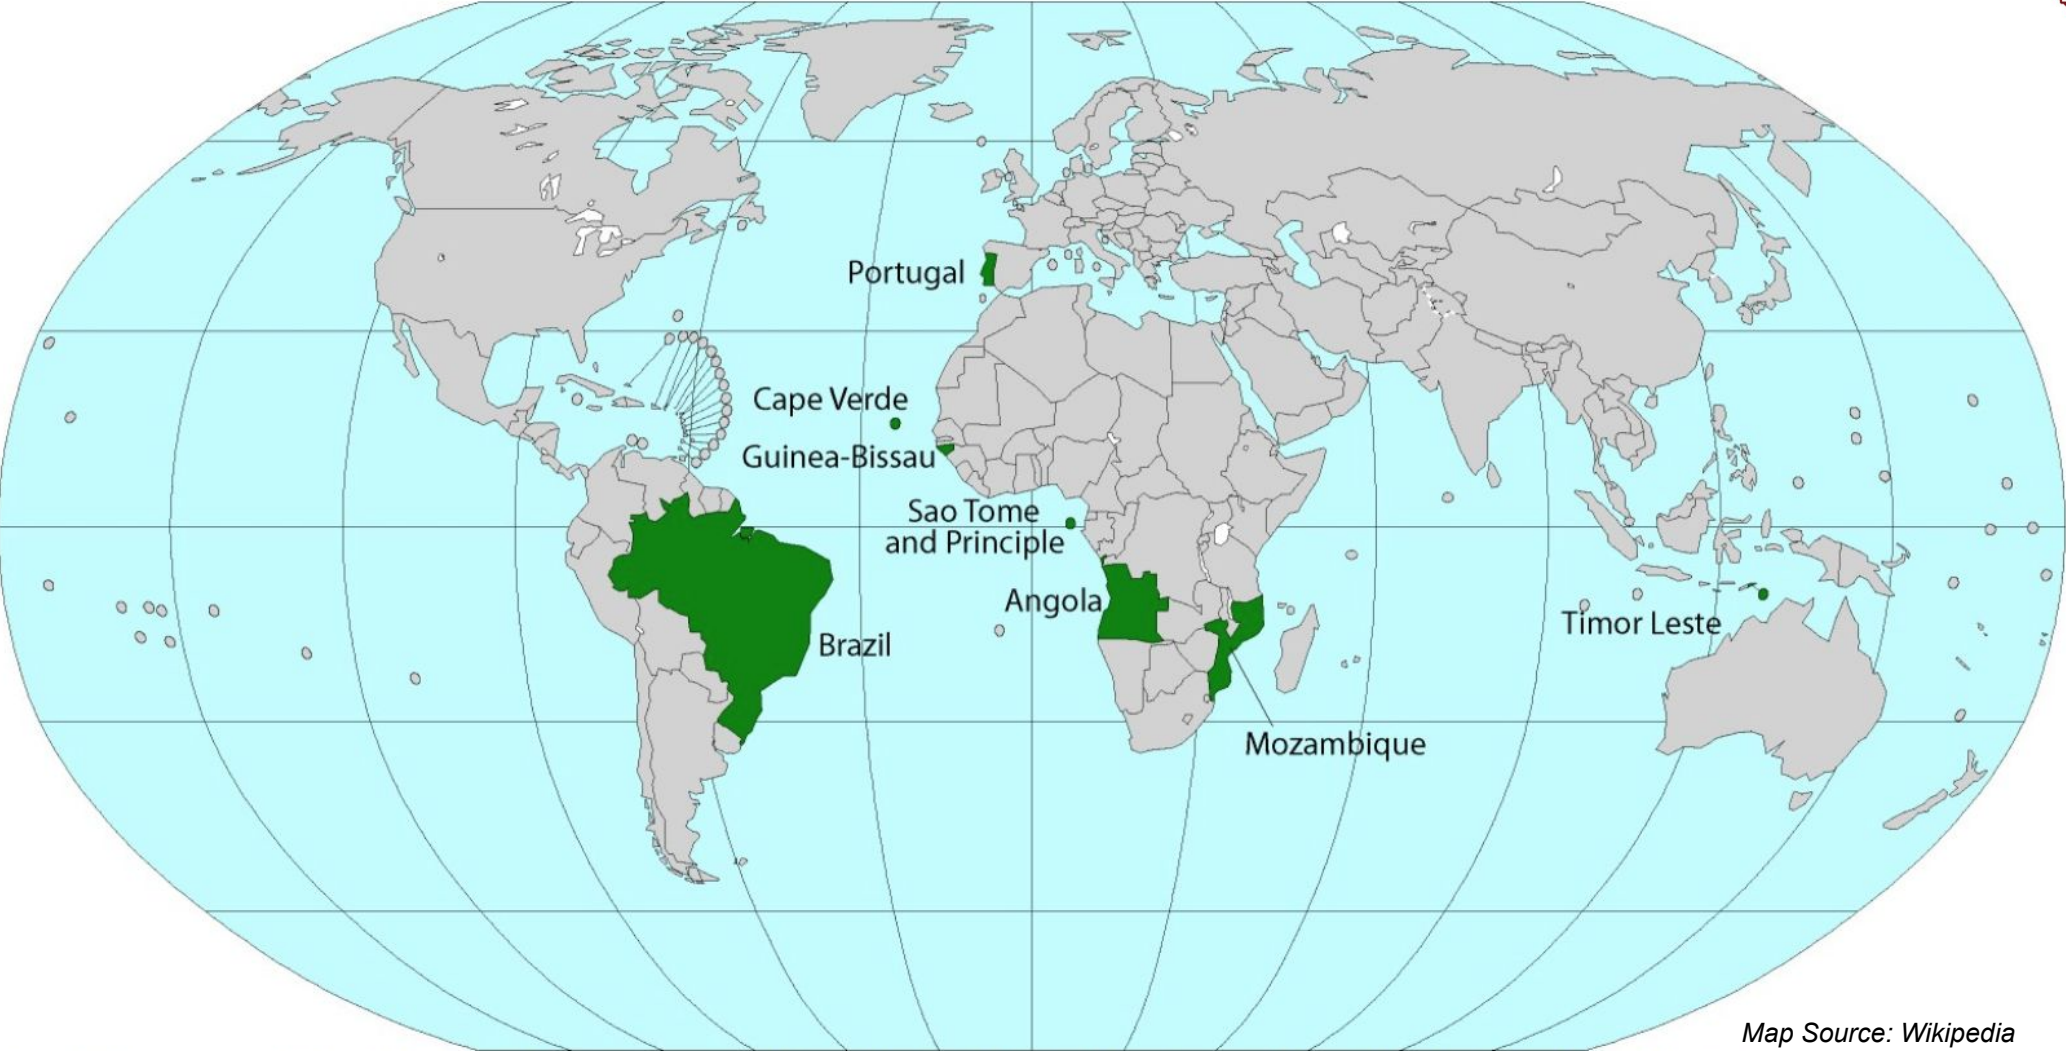 Portugal
Cape Verde
Guinea-Bissau
Sao Tome
and Principle
Angola
Brazil
Timor Leste
Mozambique
Map Source: Wikipedia